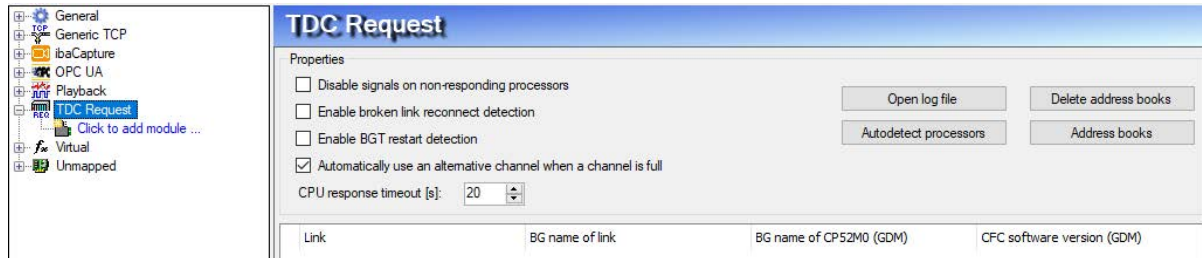 General
TCP Generic TCP
ibaCapture
OPC UA
Playback
REQ TDC Request
Click to add module ...
fx Virtual
Unmapped
TDC Request
Properties
Disable signals on non-responding processors
Enable broken link reconnect detection
Enable BGT restart detection
Automatically use an alternative channel when a channel is full
CPU response timeout [s]: 20
Open log file Delete address books
Autodetect processors Address books
Link BG name of link BG name of CP52M0 (GDM) CFC software version (GDM)